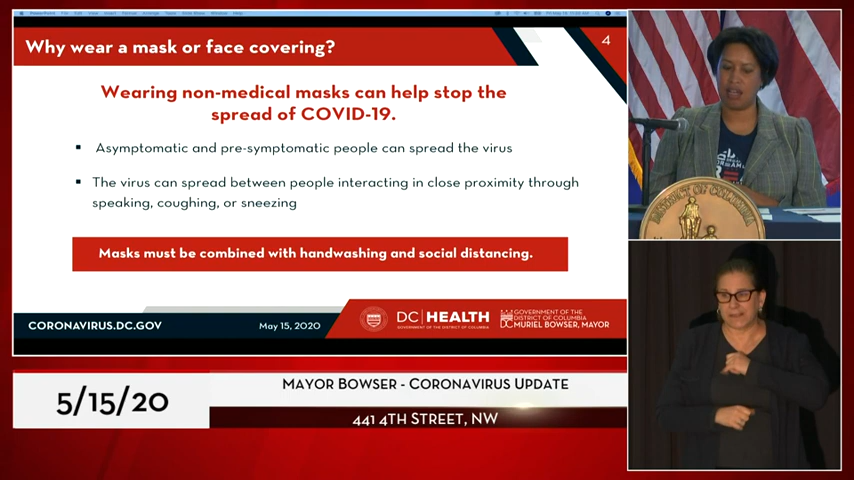 Why wear a mask or face covering?
4
Wearing non-medical masks can help stop the
spread of COVID-19.
▪ Asymptomatic and pre-symptomatic people can spread the virus
▪ The virus can spread between people interacting in close proximity through
speaking, coughing, or sneezing
Masks must be combined with handwashing and social distancing.
CORONAVIRUS.DC.GOV
May 15, 2020
DC HEALTH
GOVERNMENT OF THE DISTRICT OF COLUMBIA
GOVERNMENT OF THE
DISTRICT OF COLUMBIA
DC MURIEL BOWSER, MAYOR
DISTRICT OF COLUMBIA
5/15/20
MAYOR BOWSER - CORONAVIRUS UPDATE
441 4TH STREET, NW